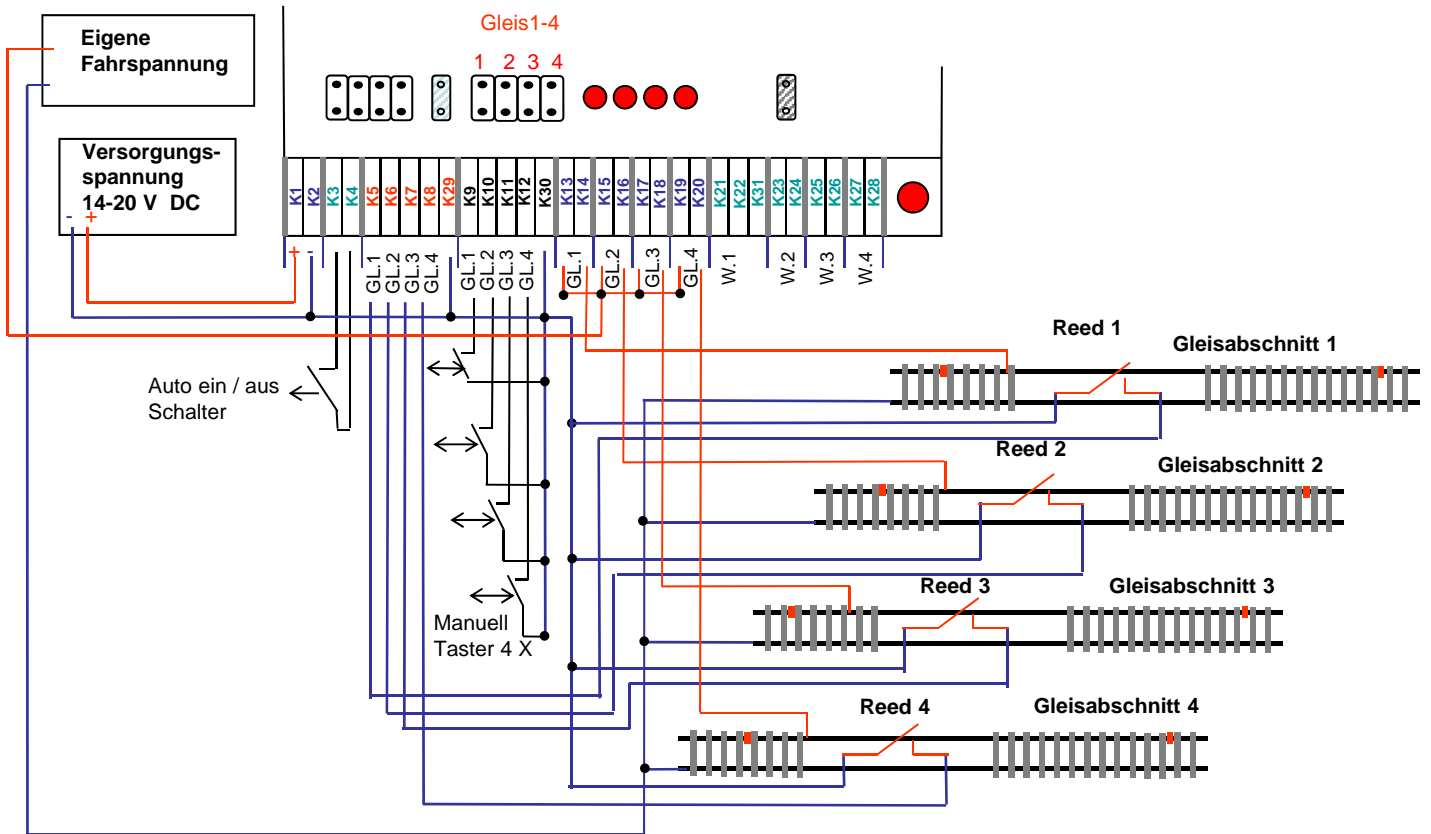 Gleis1-4
Eigene
Fahrspannung
1 2 3 4
Versorgungs-
spannung
14-20 V DC
- +
K1 K2 K3 K4 K5 K6 K7 K8 K29 K9 K10 K11 K12 K30 K13 K14 K15 K16 K17 K18 K19 K20 K21 K22 K31 K23 K24 K25 K26 K27 K28
+ -
GL.1 GL.2 GL.3 GL.4 GL.1 GL.2 GL.3 GL.4 GL.1 GL.2 GL.3 GL.4 W.1 W.2 W.3 W.4
Reed 1
Gleisabschnitt 1
Auto ein / aus
Schalter
Reed 2
Gleisabschnitt 2
Reed 3
Gleisabschnitt 3
Manuell
Taster 4 X
Reed 4
Gleisabschnitt 4